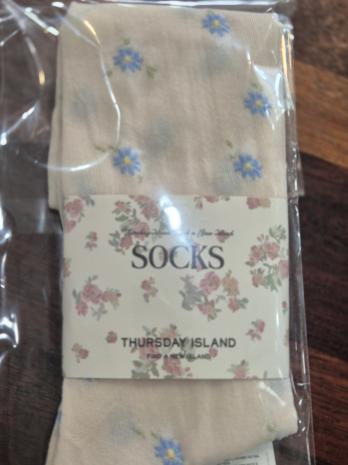 SOCKS
THURSDAY ISLAND
FIND A NEW ISLAND